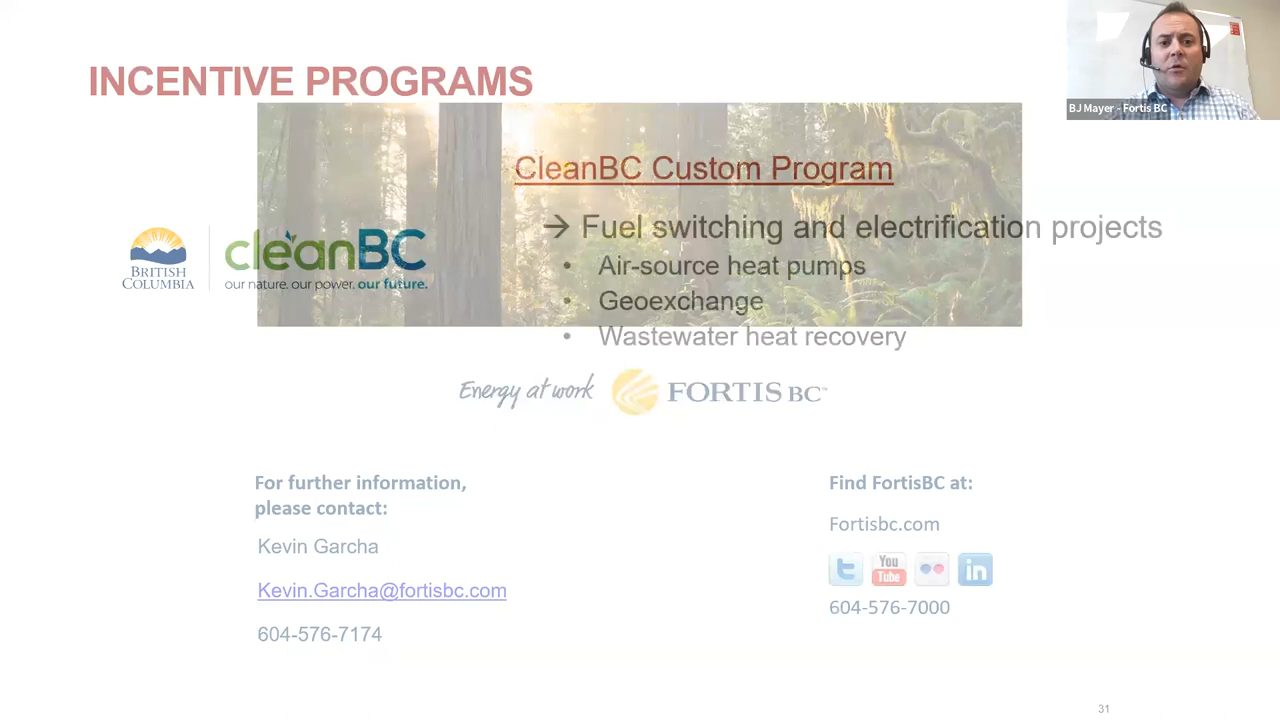 INCENTIVE PROGRAMS
BJ Mayer - Fortis BC
CleanBC Custom Program
→ Fuel switching and electrification projects
• Air-source heat pumps
• Geoexchange
• Wastewater heat recovery
BRITISH
COLUMBIA
cleanBC
our nature. our power. our future.
Energy at work
FORTIS BC™
For further information,
please contact:
Kevin Garcha
Kevin.Garcha@fortisbc.com
604-576-7174
Find FortisBC at:
Fortisbc.com
You
Tube
in
604-576-7000
31